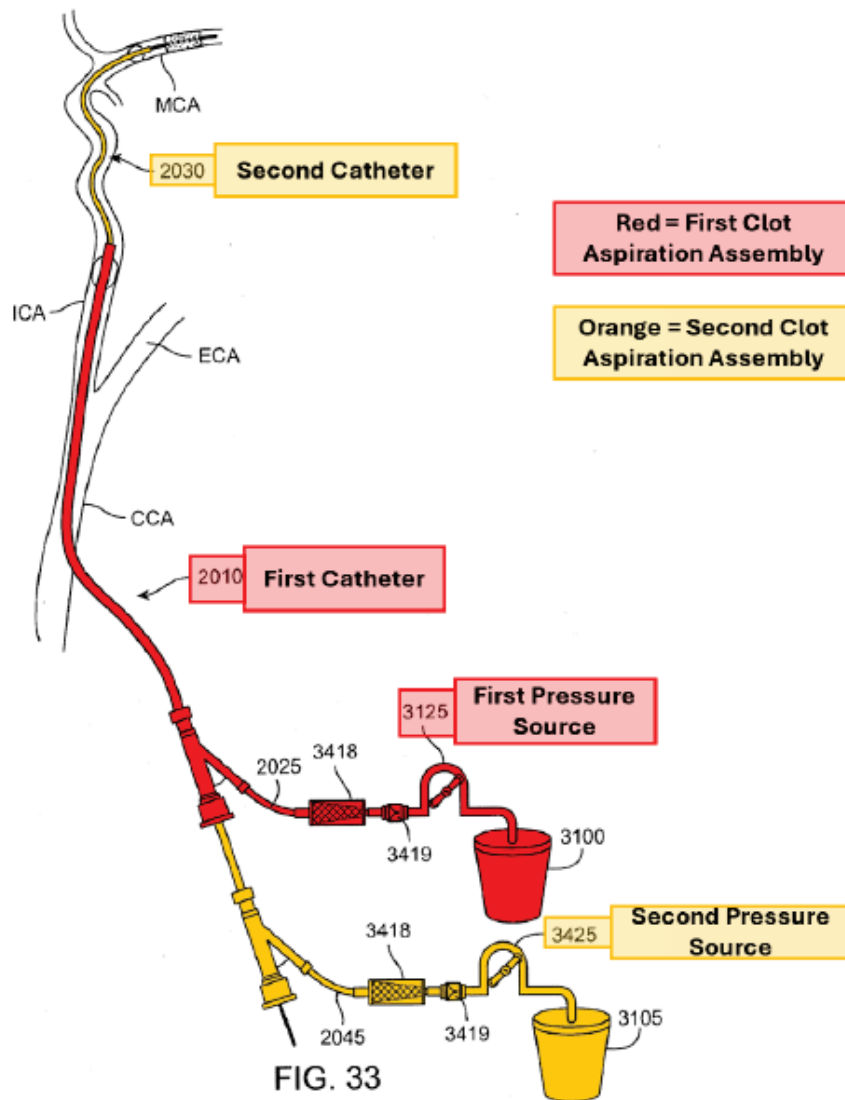 MCA
2030
Second Catheter
Red = First Clot
Aspiration Assembly
ICA
Orange = Second Clot
Aspiration Assembly
ECA
CCA
2010
First Catheter
3125
First Pressure
Source
3418
2025
3419
3100
3418
3425
Second Pressure
Source
2045
3419
3105
FIG. 33